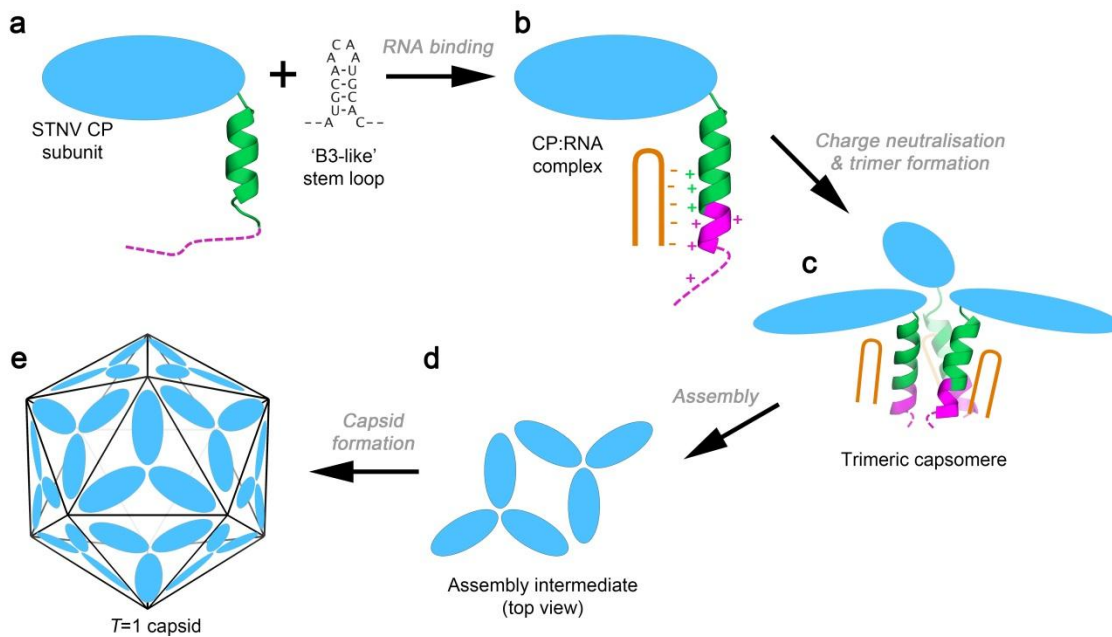 a
STNV CP
subunit
+
C A
A A
A U
A–U
C–G
G–C
U–A
--A C--
'B3-like'
stem loop
RNA binding
b
CP:RNA
complex
- - - - -
+ + + + + + +
Charge neutralisation
& trimer formation
c
Trimeric capsomere
Assembly
d
Assembly intermediate
(top view)
Capsid
formation
e
T=1 capsid